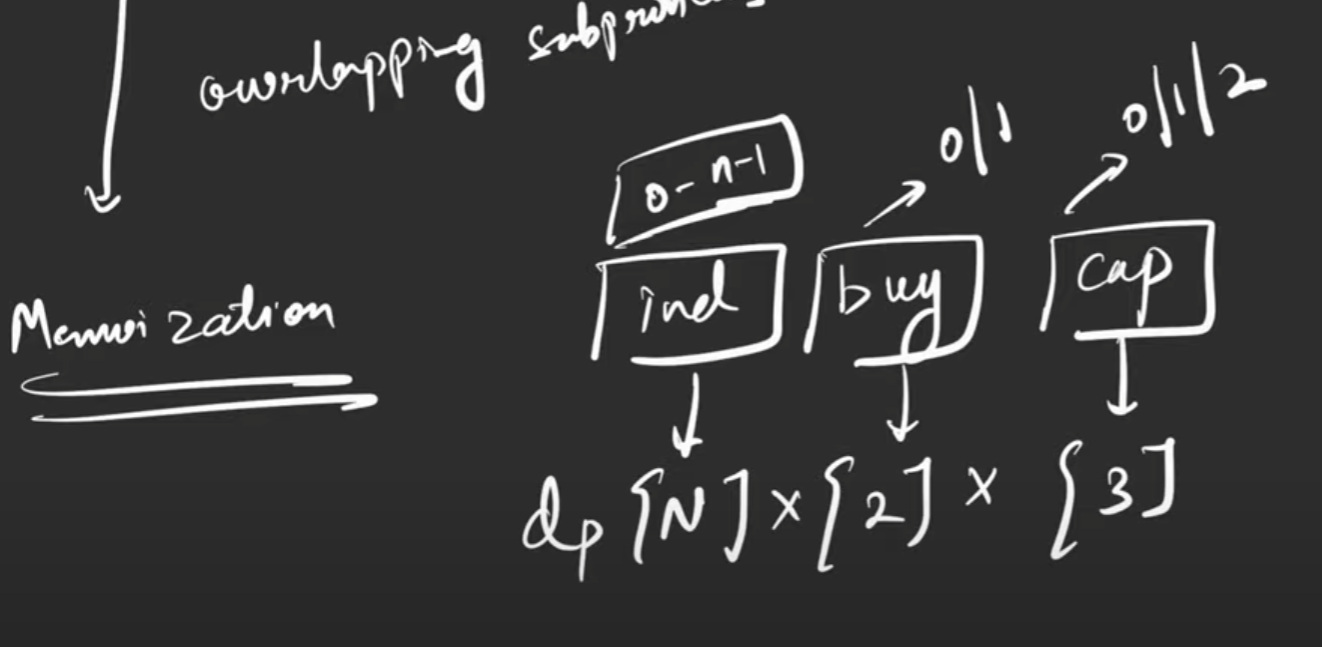 overlapping
0/1
0/1/2
0 - n-1
ind buy cap
Memoization
dp [N] x [2] x [3]